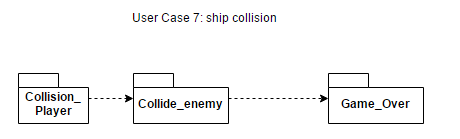 User Case 7: ship collision
Collision_
Player
Collide_enemy
Game_Over